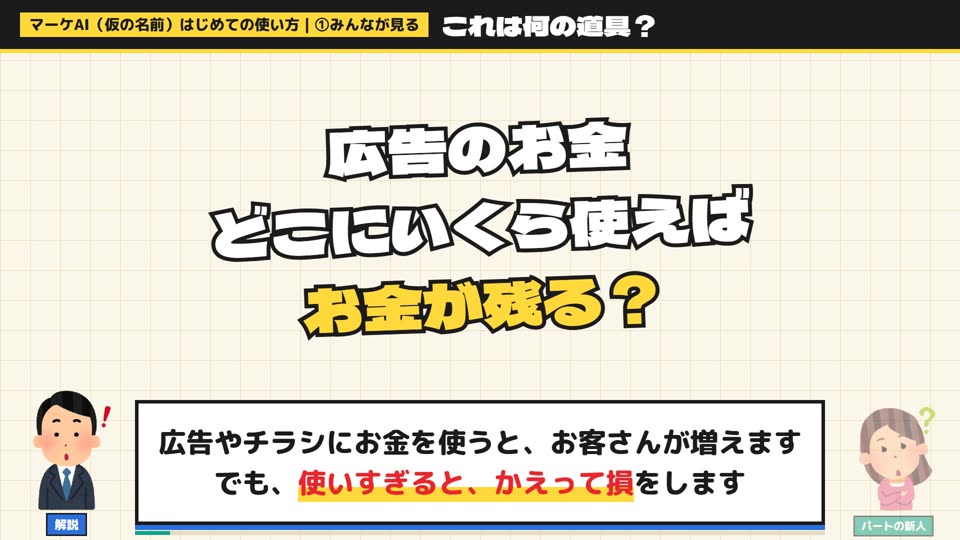 マーケAI（仮の名前）はじめての使い方 | ①みんなが見る
これは何の道具？
広告のお金
どこにいくら使えば
お金が残る？
広告やチラシにお金を使うと、お客さんが増えます
でも、使いすぎると、かえって損をします
解説
パートの新人